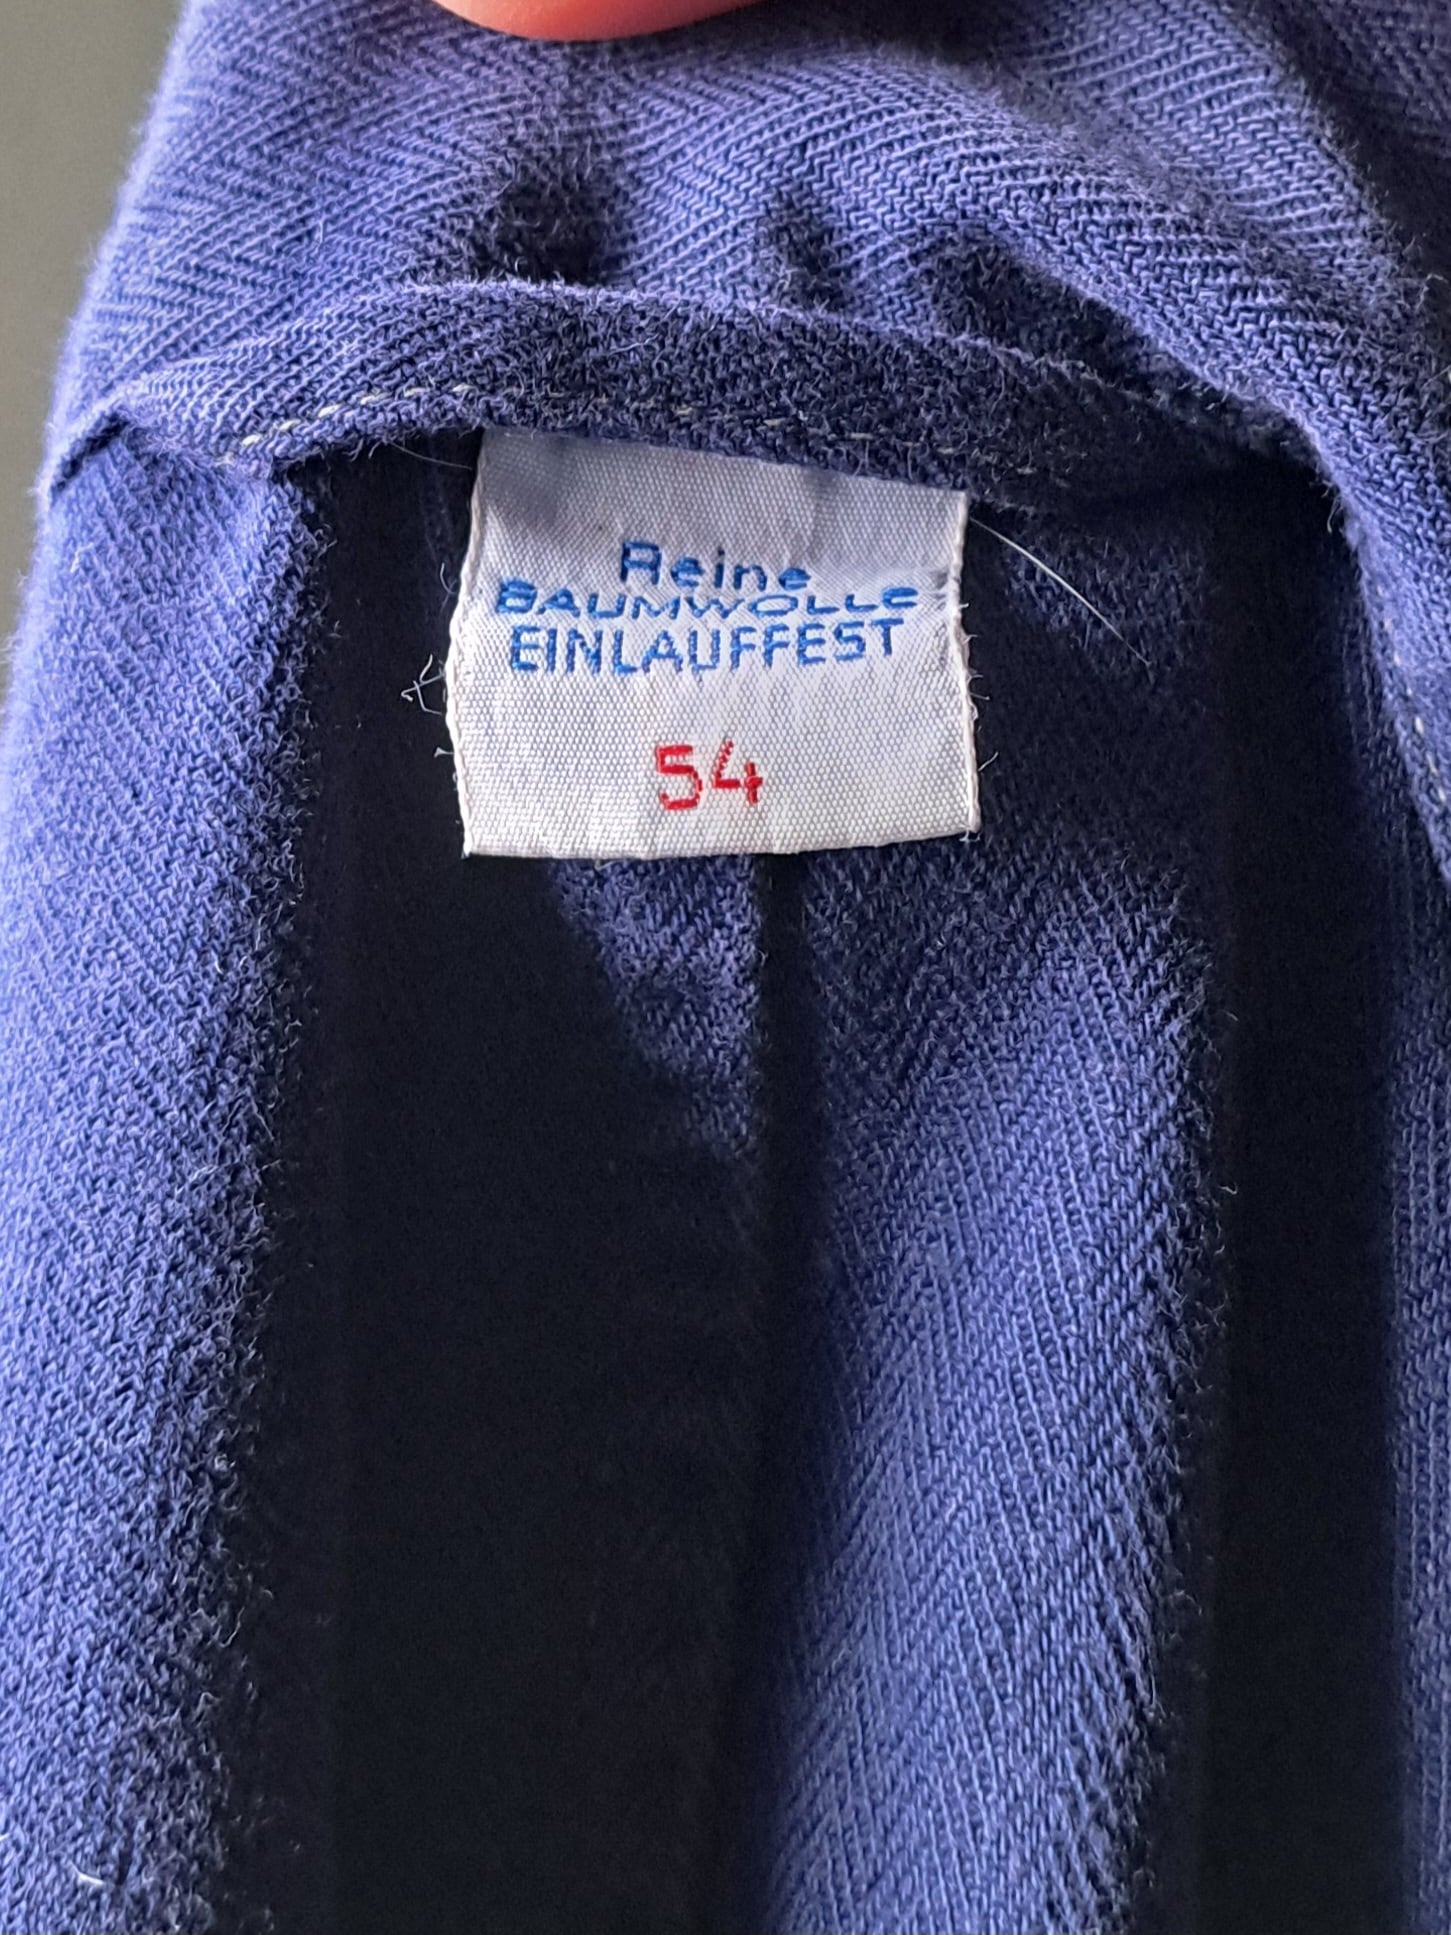 Reine
BAUMWOLLE
EINLAUFFEST
54